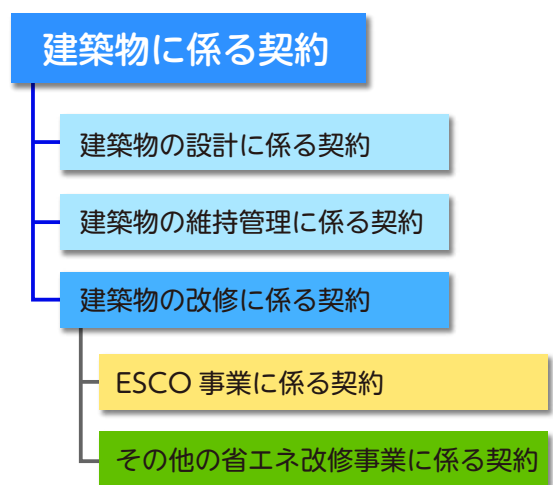 建築物に係る契約
建築物の設計に係る契約
建築物の維持管理に係る契約
建築物の改修に係る契約
ESCO 事業に係る契約
その他の省エネ改修事業に係る契約